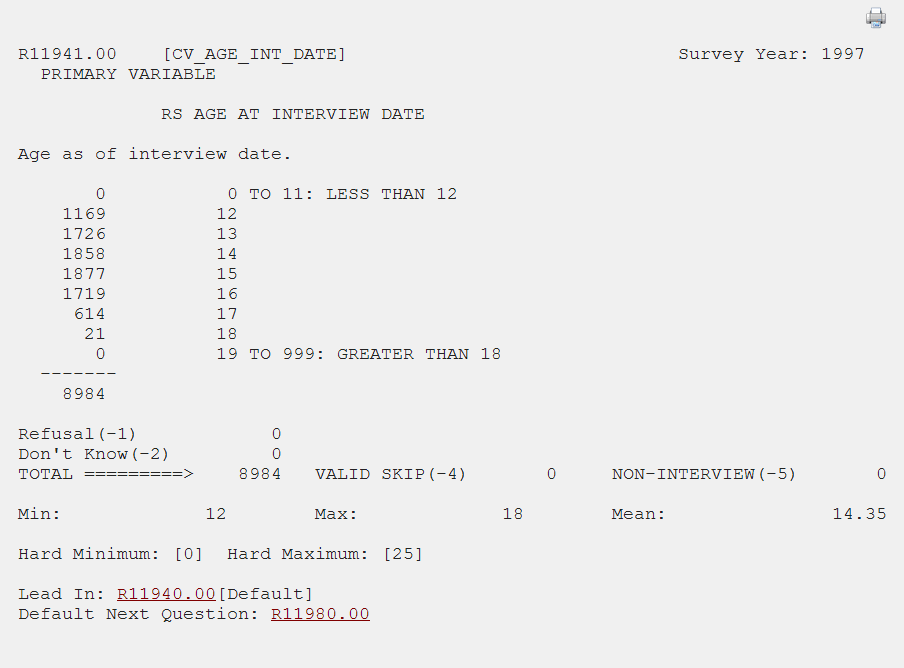 R11941.00    [CV_AGE_INT_DATE]                              Survey Year: 1997
PRIMARY VARIABLE
RS AGE AT INTERVIEW DATE
Age as of interview date.
0           0 TO 11: LESS THAN 12
1169          12
1726          13
1858          14
1877          15
1719          16
614          17
21          18
0          19 TO 999: GREATER THAN 18
-------
8984
Refusal(-1)            0
Don't Know(-2)         0
TOTAL =========>    8984   VALID SKIP(-4)       0     NON-INTERVIEW(-5)       0
Min:             12        Max:             18        Mean:               14.35
Hard Minimum: [0]  Hard Maximum: [25]
Lead In: R11940.00[Default]
Default Next Question: R11980.00